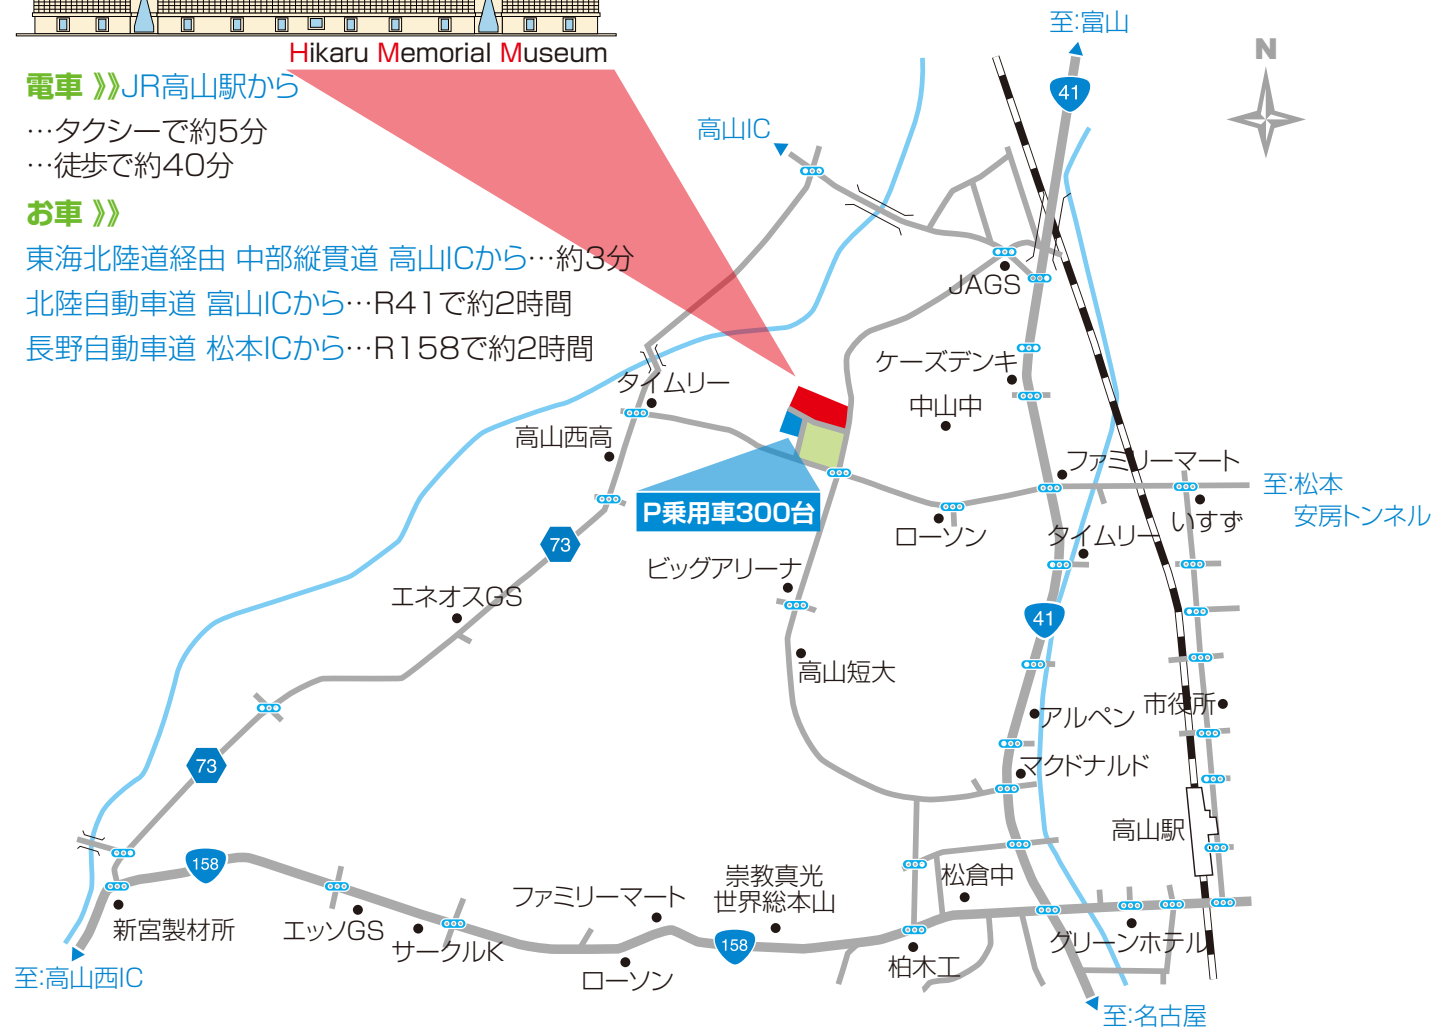 Hikaru Memorial Museum
電車 》JR高山駅から
…タクシーで約5分
…徒歩で約40分
お車 》
東海北陸道経由 中部縦貫道 高山ICから…約3分
北陸自動車道 富山ICから…R41で約2時間
長野自動車道 松本ICから…R158で約2時間
至:富山
N
41
高山IC
JAGS
ケーズデンキ
タイムリー
中山中
高山西高
ファミリーマート
至:松本
安房トンネル
P乗用車300台
いすず
ローソン
タイムリー
73
ビッグアリーナ
エネオスGS
41
高山短大
市役所
アルペン
73
マクドナルド
高山駅
158
崇教真光
世界総本山
松倉中
ファミリーマート
新宮製材所
エッソGS
サークルK
158
グリーンホテル
柏木工
ローソン
至:高山西IC
至:名古屋